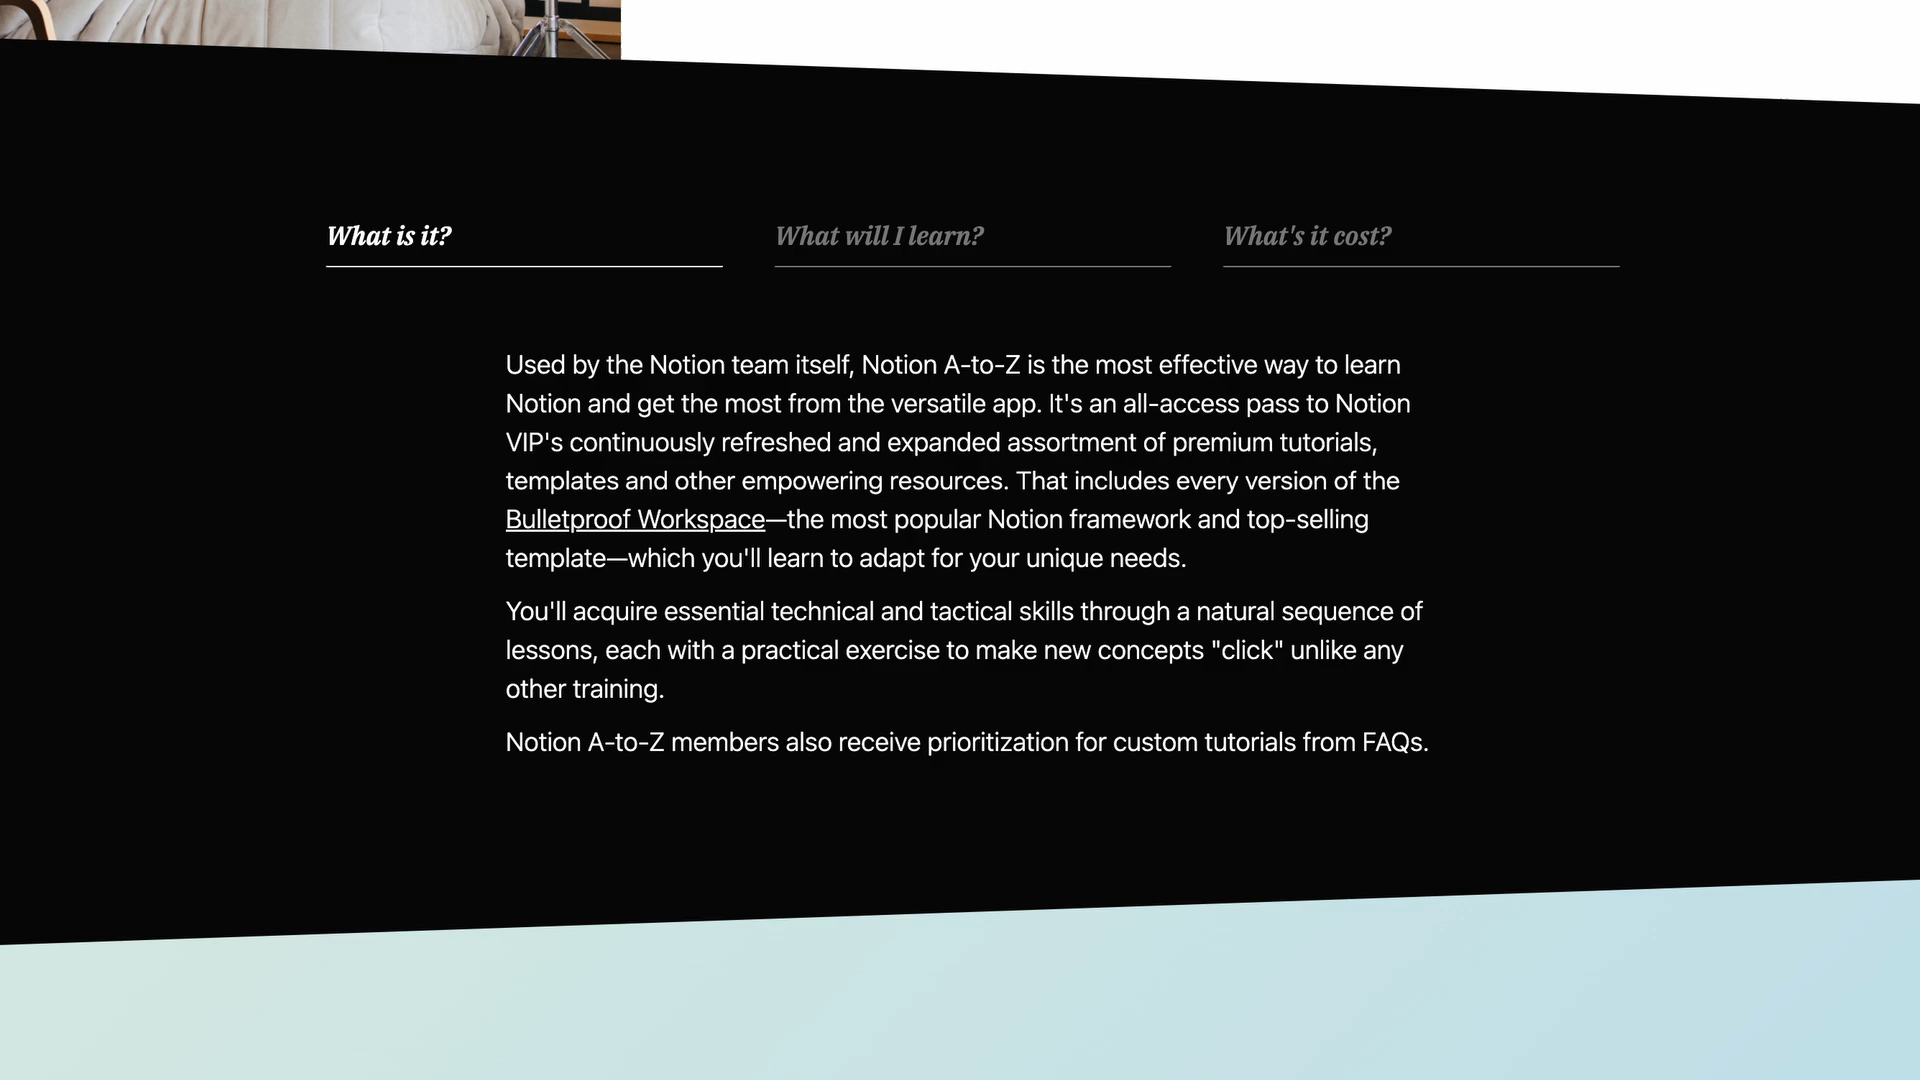 What is it?
What will I learn?
What's it cost?
Used by the Notion team itself, Notion A-to-Z is the most effective way to learn
Notion and get the most from the versatile app. It's an all-access pass to Notion
VIP's continuously refreshed and expanded assortment of premium tutorials,
templates and other empowering resources. That includes every version of the
Bulletproof Workspace—the most popular Notion framework and top-selling
template—which you'll learn to adapt for your unique needs.
You'll acquire essential technical and tactical skills through a natural sequence of
lessons, each with a practical exercise to make new concepts "click" unlike any
other training.
Notion A-to-Z members also receive prioritization for custom tutorials from FAQs.